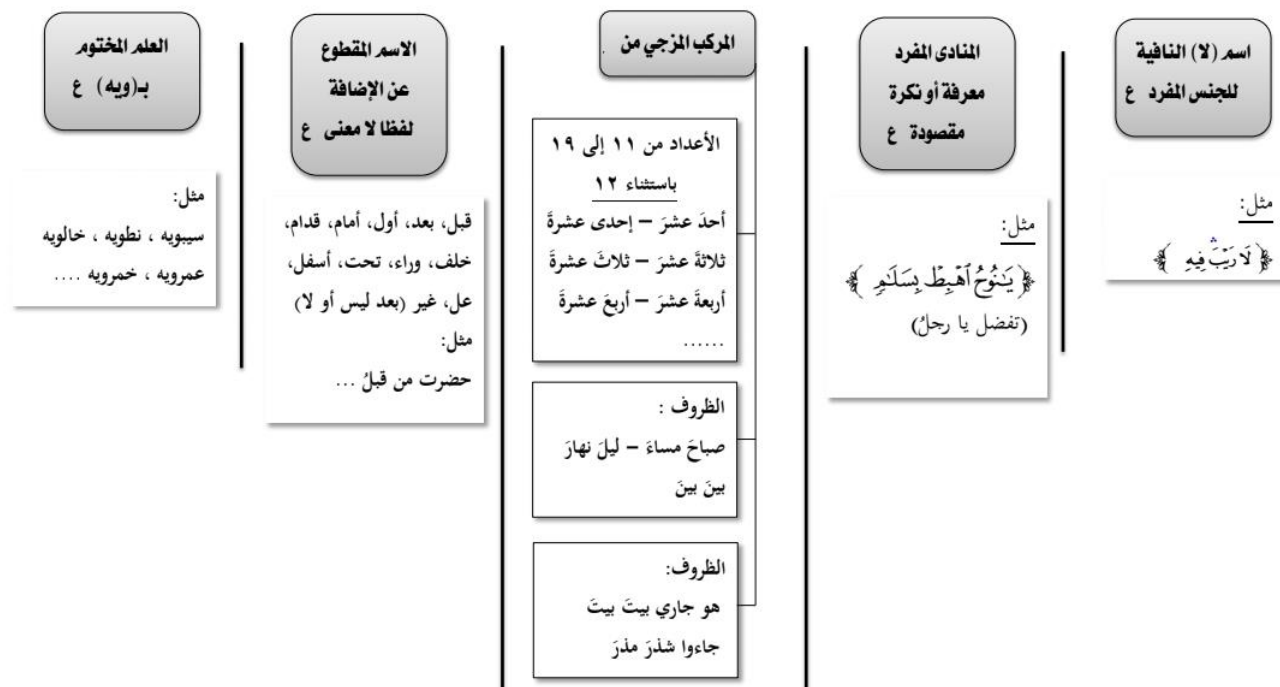 اسم (لا) النافية
للجنس المفرد ع
مثل:
﴿ لَا رَيْبَ ۛ فِيهِ ﴾
المنادى المفرد
معرفة أو نكرة
مقصودة ع
مثل:
﴿ يَٰنُوحُ ٱهْبِطْ بِسَلَٰمٍ ﴾
(تفضل يا رجلُ)
المركب المزجي من .
الأعداد من ١١ إلى ١٩
باستثناء ١٢
أحدَ عشرَ – إحدى عشرةَ
ثلاثةَ عشرَ – ثلاثَ عشرةَ
أربعةَ عشرَ – أربعَ عشرةَ
......
الظروف :
صباحَ مساءَ – ليلَ نهارَ
بينَ بينَ
الظروف:
هو جاري بيتَ بيتَ
جاءوا شذرَ مذرَ
الاسم المقطوع
عن الإضافة
لفظا لا معنى ع
قبل، بعد، أول، أمام، قدام،
خلف، وراء، تحت، أسفل،
عل، غير (بعد ليس أو لا)
مثل:
حضرت من قبلُ ...
العلم المختوم
بـ(ويه) ع
مثل:
سيبويه ، نطويه ، خالويه
عمرويه ، خمرويه ....